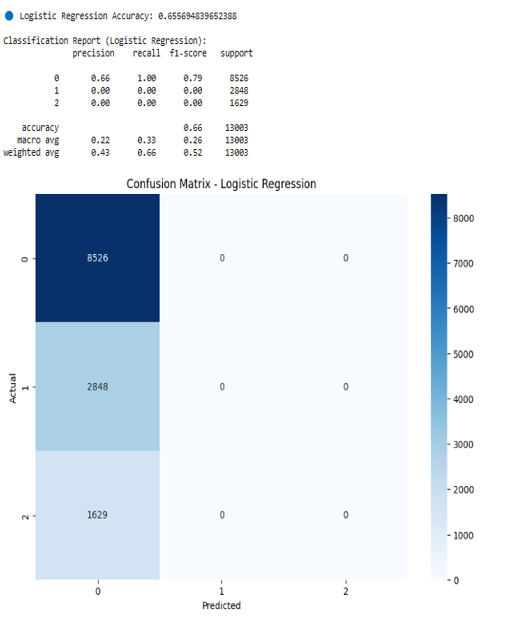 Logistic Regression Accuracy: 0.655694839652388
Classification Report (Logistic Regression):
precision recall f1-score support
0 0.66 1.00 0.79 8526
1 0.00 0.00 0.00 2848
2 0.00 0.00 0.00 1629
accuracy 0.66 13003
macro avg 0.22 0.33 0.26 13003
weighted avg 0.43 0.66 0.52 13003
Confusion Matrix - Logistic Regression
8000
0 8526 0 0
7000
6000
5000
Actual
1 2848 0 0
4000
3000
2000
2 1629 0 0
1000
0
0 1 2
Predicted